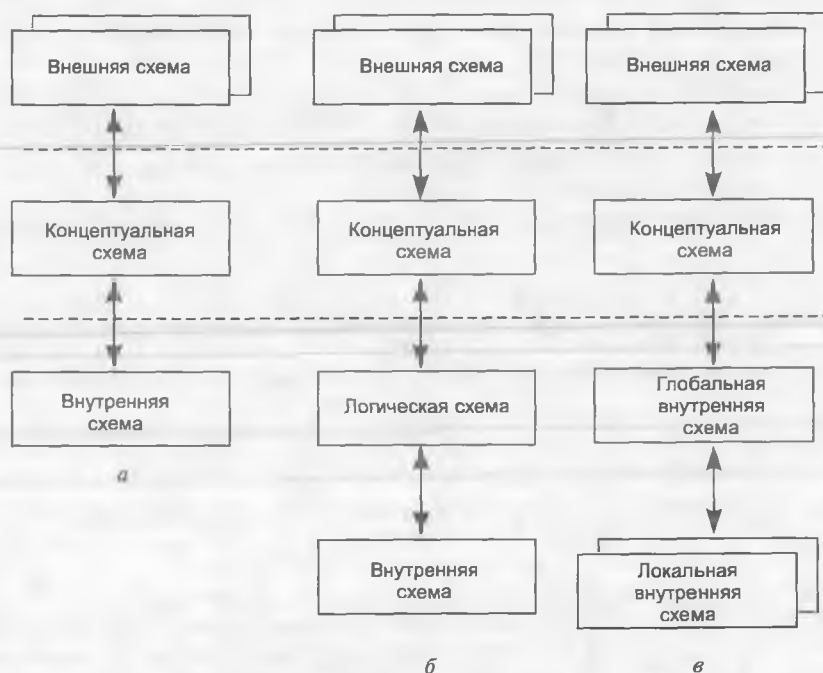 Внешняя схема
Внешняя схема
Внешняя схема
Концептуальная
схема
Концептуальная
схема
Концептуальная
схема
Внутренняя
схема
Логическая схема
Глобальная
внутренняя
схема
а
Внутренняя
схема
Локальная
внутренняя
схема
б
в